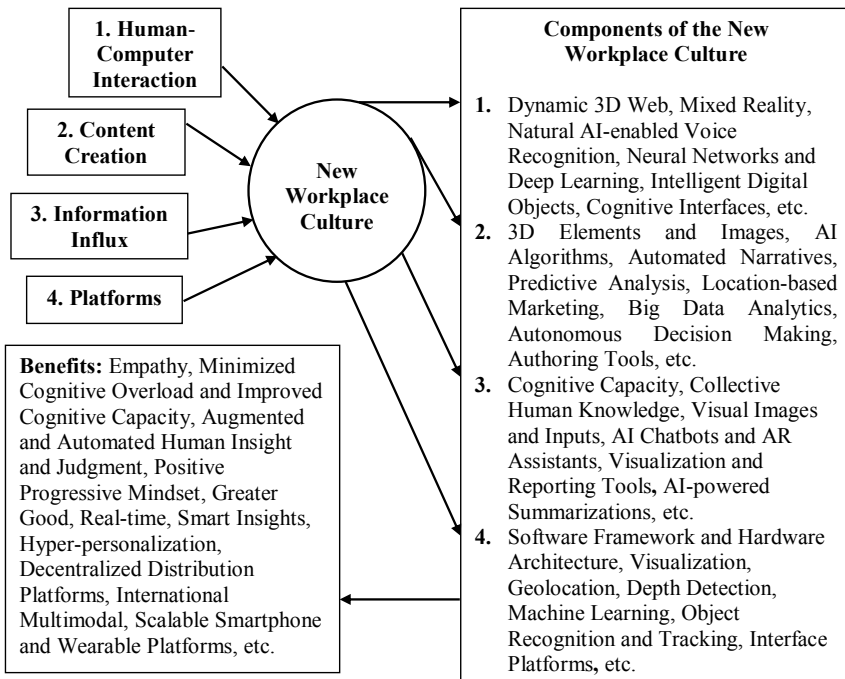 1. Human-
Computer
Interaction
2. Content
Creation
3. Information
Influx
4. Platforms
New
Workplace
Culture
Components of the New
Workplace Culture
1. Dynamic 3D Web, Mixed Reality,
Natural AI-enabled Voice
Recognition, Neural Networks and
Deep Learning, Intelligent Digital
Objects, Cognitive Interfaces, etc.
2. 3D Elements and Images, AI
Algorithms, Automated Narratives,
Predictive Analysis, Location-based
Marketing, Big Data Analytics,
Autonomous Decision Making,
Authoring Tools, etc.
3. Cognitive Capacity, Collective
Human Knowledge, Visual Images
and Inputs, AI Chatbots and AR
Assistants, Visualization and
Reporting Tools, AI-powered
Summarizations, etc.
4. Software Framework and Hardware
Architecture, Visualization,
Geolocation, Depth Detection,
Machine Learning, Object
Recognition and Tracking, Interface
Platforms, etc.
Benefits: Empathy, Minimized
Cognitive Overload and Improved
Cognitive Capacity, Augmented
and Automated Human Insight
and Judgment, Positive
Progressive Mindset, Greater
Good, Real-time, Smart Insights,
Hyper-personalization,
Decentralized Distribution
Platforms, International
Multimodal, Scalable Smartphone
and Wearable Platforms, etc.